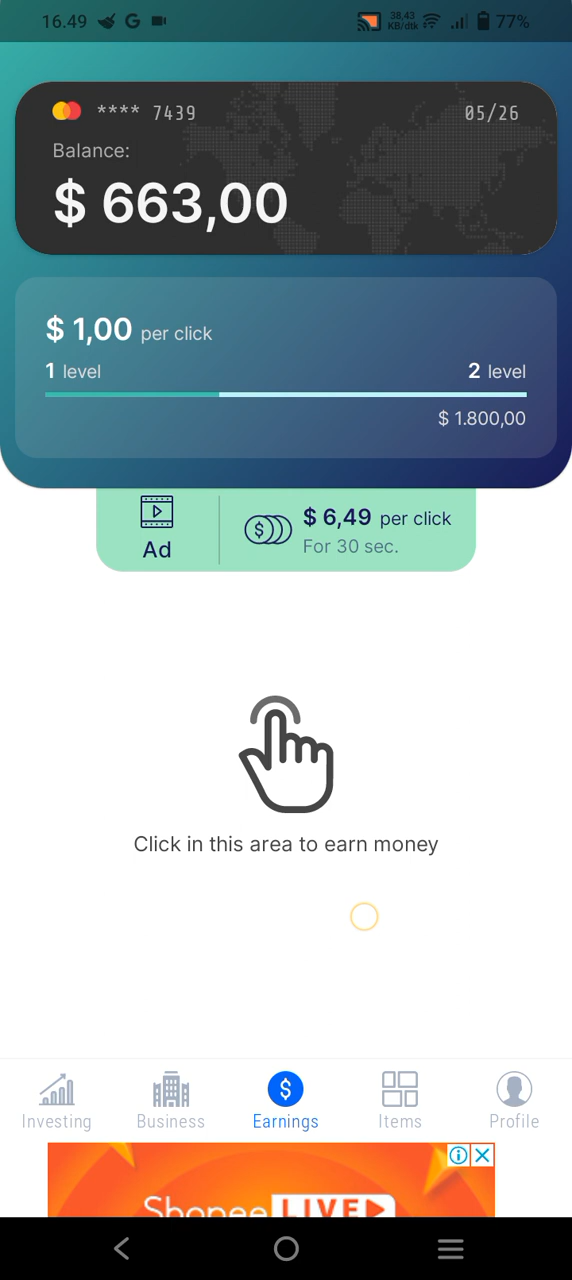 16.49 38,43 KB/dtk 77%
**** 7439 05/26
Balance:
$ 663,00
$ 1,00 per click
1 level 2 level
$ 1.800,00
Ad
$ 6,49 per click
For 30 sec.
Click in this area to earn money
Investing Business Earnings Items Profile
Shopee LIVE